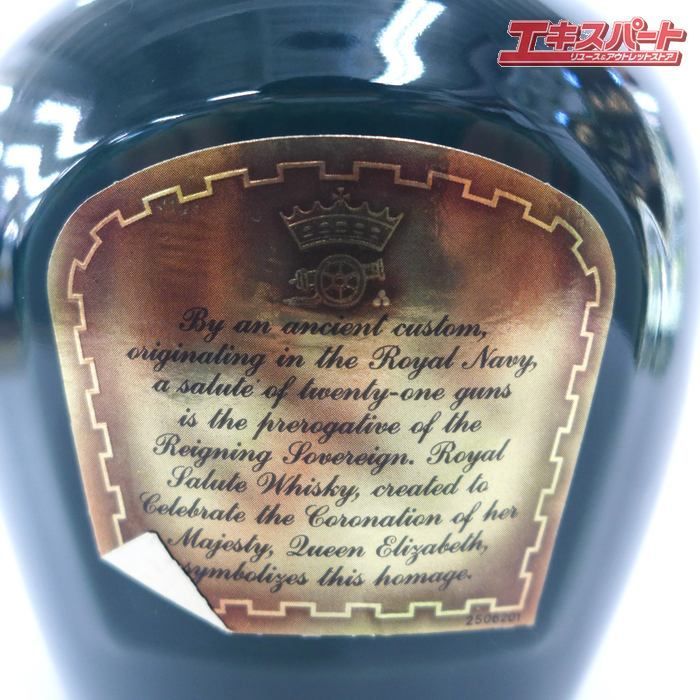 エキスパート
リユース&アウトレットストア
By an ancient custom,
originating in the Royal Navy,
a salute of twenty-one guns
is the prerogative of the
Reigning Sovereign. Royal
Salute Whisky, created to
Celebrate the Coronation of her
Majesty, Queen Elizabeth,
symbolizes this homage.
2506201